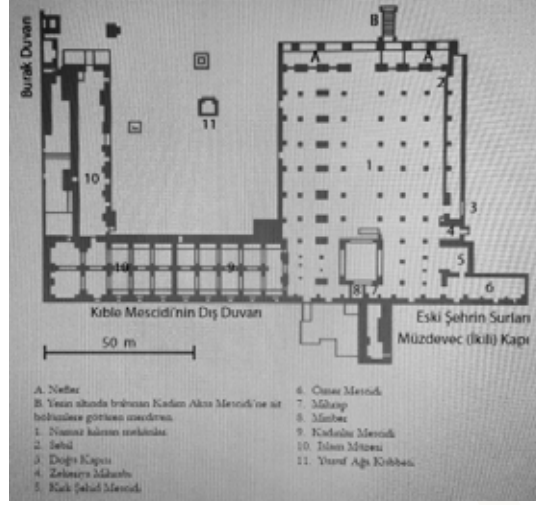 B
A
A
Burak Duvarı
2
11
1
10
3
4
5
10
9
6
8
7
Kıble Mescidi'nin Dış Duvarı
Eski Şehrin Surları
Müzdevec (İkili) Kapı
50 m
A. Nefler
B. Yerin altında bulunan Kadim Aksa Mescidi'ne ait
bölümlere götüren merdiven.
1. Namaz kılınan mekânlar
2. Sebil
3. Doğu Kapısı
4. Zekeriya Mihrabı
5. Kırk Şehid Mescidi
6. Ömer Mescidi
7. Mihrap
8. Minber
9. Kadınlar Mescidi
10. İslam Müzesi
11. Yusuf Ağa Kubbesi